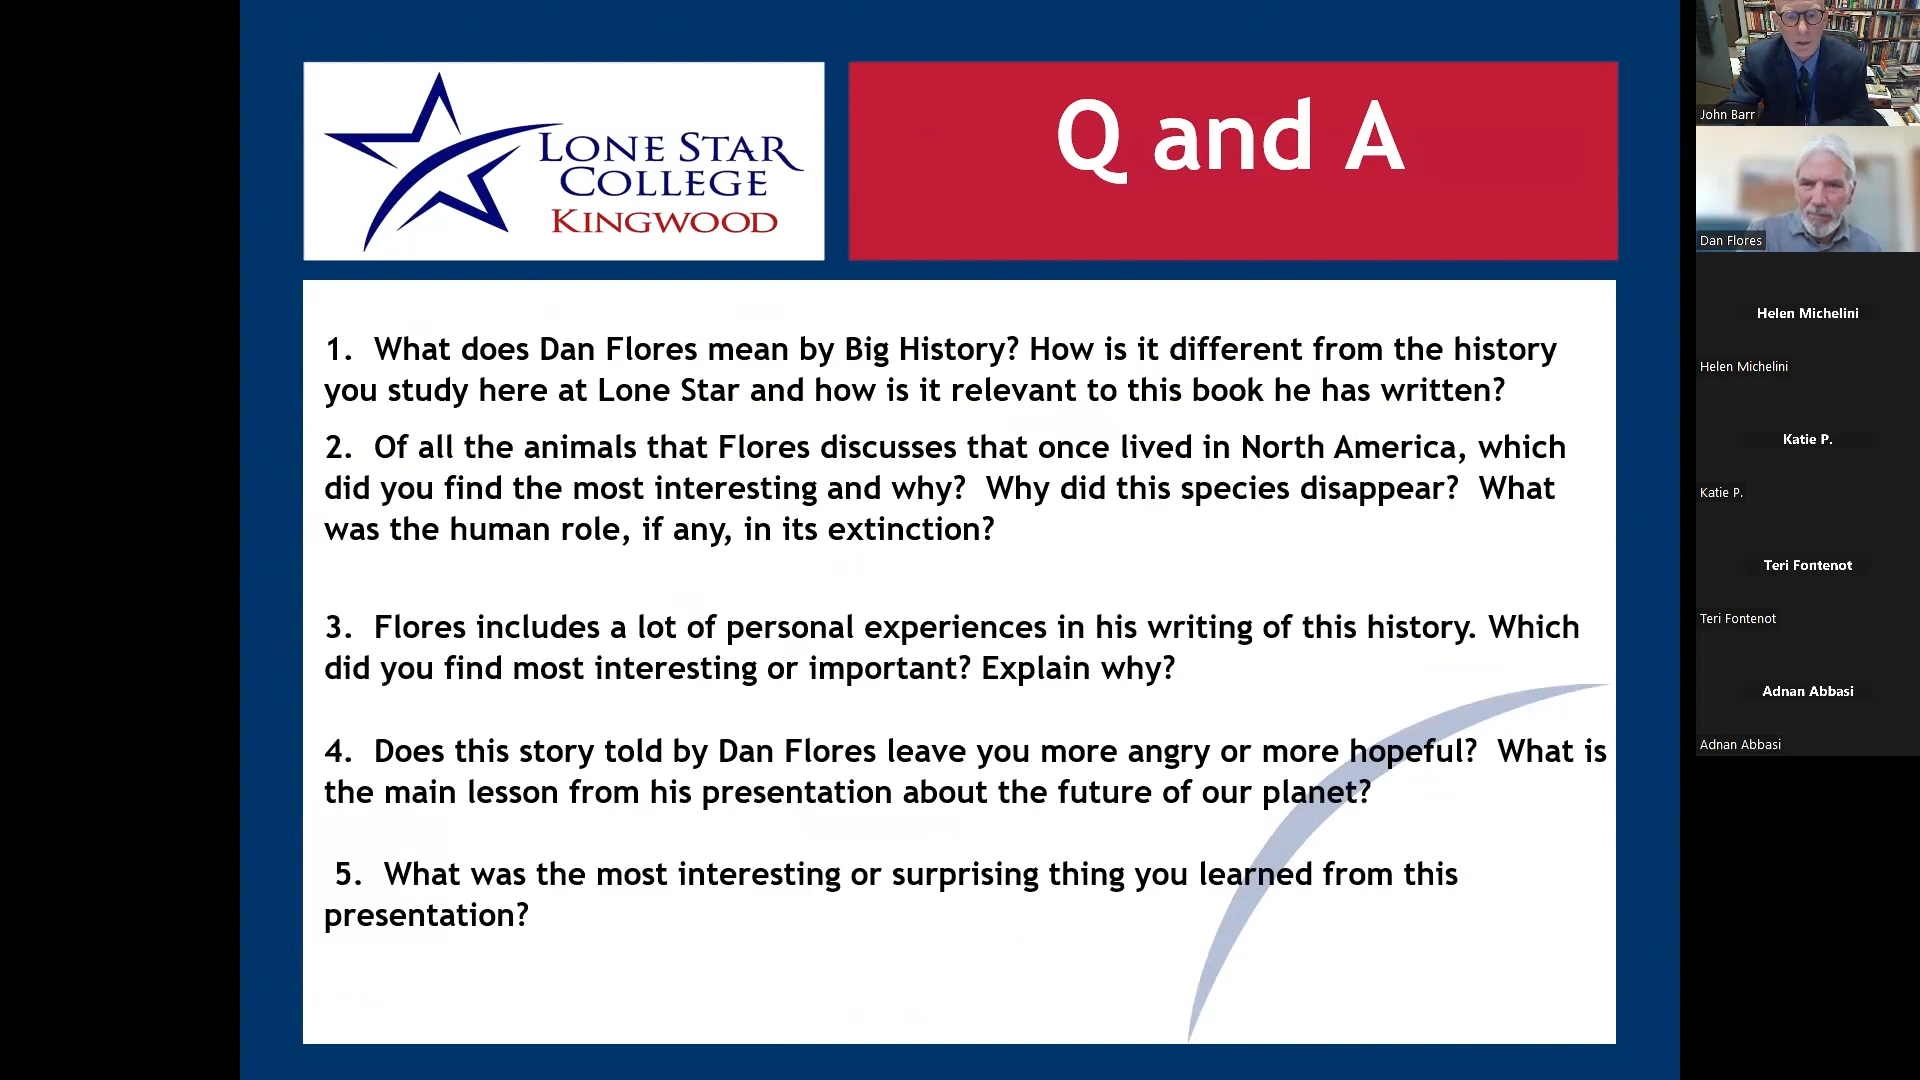 LONE STAR
COLLEGE
KINGWOOD
Q and A
1. What does Dan Flores mean by Big History? How is it different from the history
you study here at Lone Star and how is it relevant to this book he has written?
2. Of all the animals that Flores discusses that once lived in North America, which
did you find the most interesting and why? Why did this species disappear? What
was the human role, if any, in its extinction?
3. Flores includes a lot of personal experiences in his writing of this history. Which
did you find most interesting or important? Explain why?
4. Does this story told by Dan Flores leave you more angry or more hopeful? What is
the main lesson from his presentation about the future of our planet?
5. What was the most interesting or surprising thing you learned from this
presentation?
John Barr
Dan Flores
Helen Michelini
Helen Michelini
Katie P.
Katie P.
Teri Fontenot
Teri Fontenot
Adnan Abbasi
Adnan Abbasi